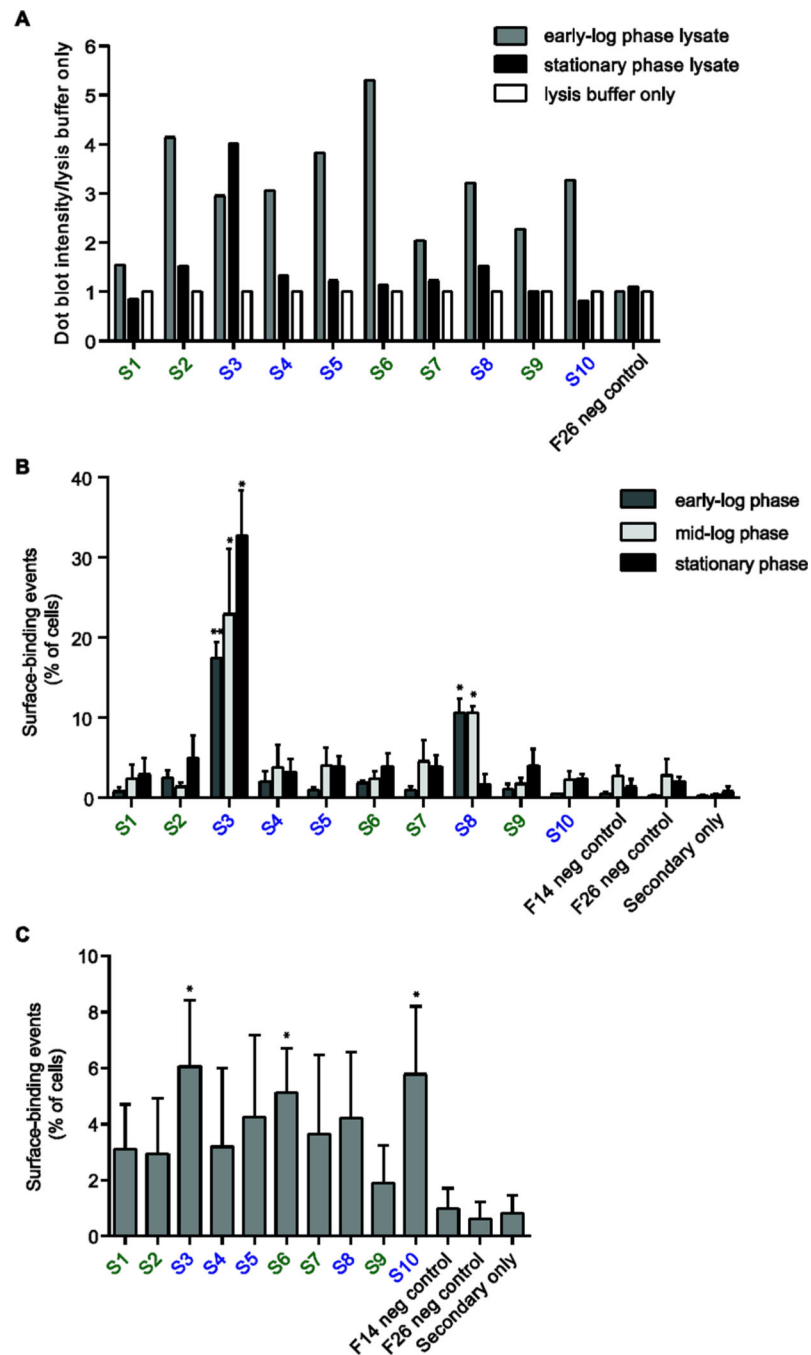 A
early-log phase lysate
stationary phase lysate
lysis buffer only
Dot blot intensity/lysis buffer only
6
5
4
3
2
1
0
S1 S2 S3 S4 S5 S6 S7 S8 S9 S10 F26 neg control
B
early-log phase
mid-log phase
stationary phase
Surface-binding events
(% of cells)
40
30
20
10
0
** * *
* *
S1 S2 S3 S4 S5 S6 S7 S8 S9 S10 F14 neg control F26 neg control Secondary only
C
Surface-binding events
(% of cells)
10
8
6
4
2
0
* * *
S1 S2 S3 S4 S5 S6 S7 S8 S9 S10 F14 neg control F26 neg control Secondary only